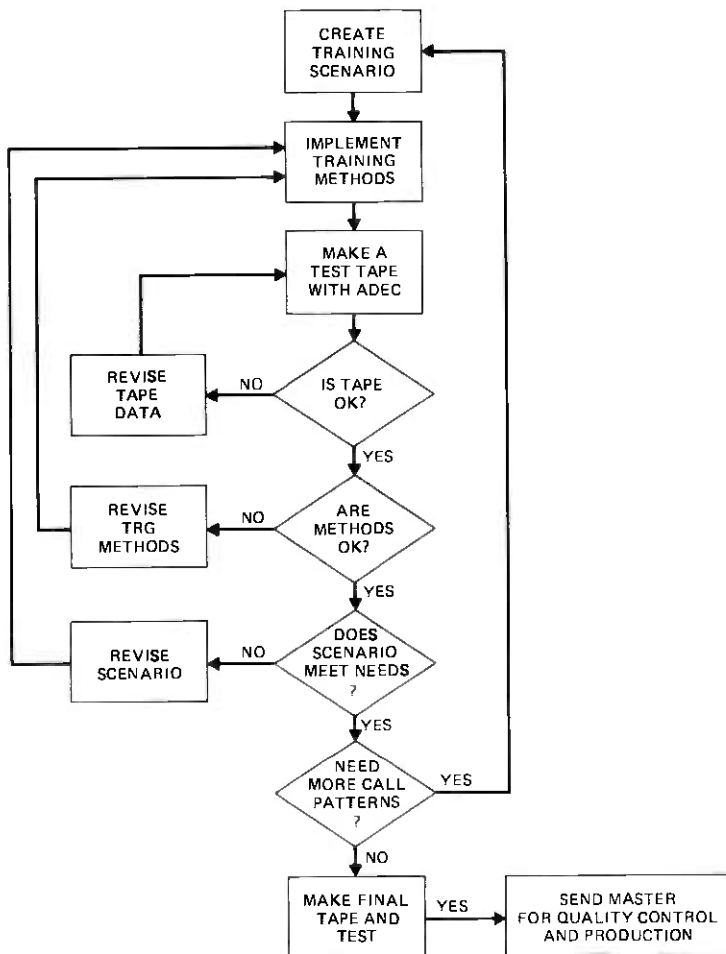 CREATE
TRAINING
SCENARIO
IMPLEMENT
TRAINING
METHODS
MAKE A
TEST TAPE
WITH ADEC
REVISE
TAPE
DATA
NO
IS TAPE
OK?
YES
REVISE
TRG
METHODS
NO
ARE
METHODS
OK?
YES
REVISE
SCENARIO
NO
DOES
SCENARIO
MEET NEEDS
?
YES
NEED
MORE CALL
PATTERNS
?
YES
NO
MAKE FINAL
TAPE AND
TEST
YES
SEND MASTER
FOR QUALITY CONTROL
AND PRODUCTION